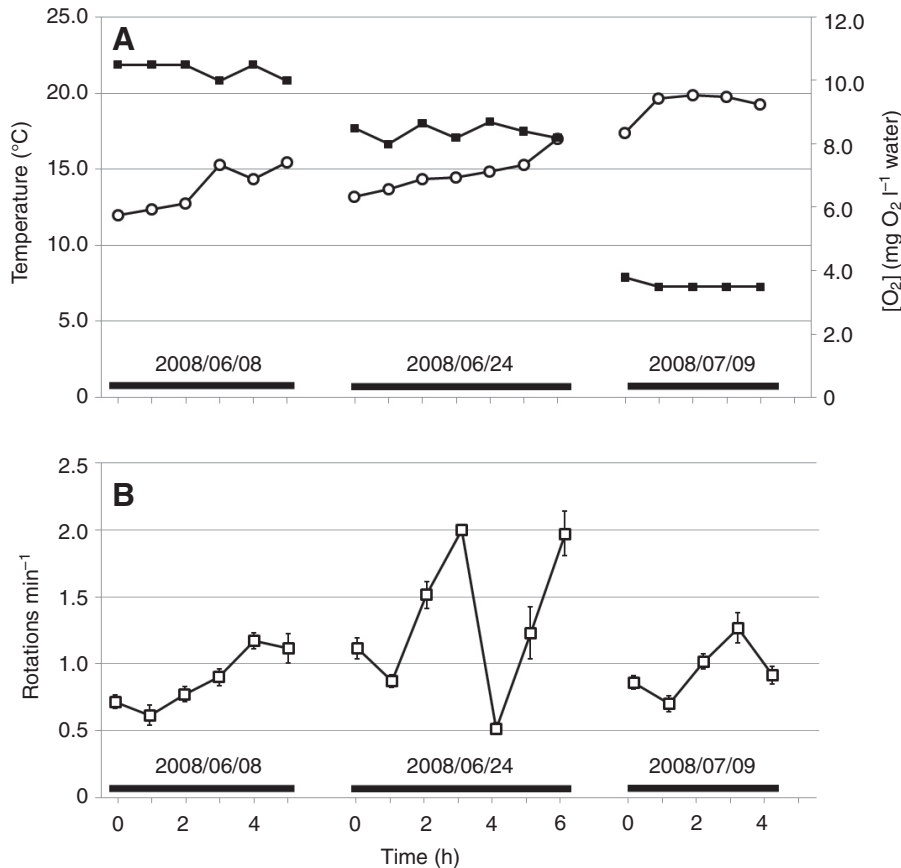 A
25.0
20.0
15.0
10.0
5.0
0
Temperature (°C)
12.0
10.0
8.0
6.0
4.0
2.0
0
[O₂] (mg O₂ l⁻¹ water)
2008/06/08 2008/06/24 2008/07/09
B
2.5
2.0
1.5
1.0
0.5
0
Rotations min⁻¹
2008/06/08 2008/06/24 2008/07/09
0 2 4 0 2 4 6 0 2 4
Time (h)